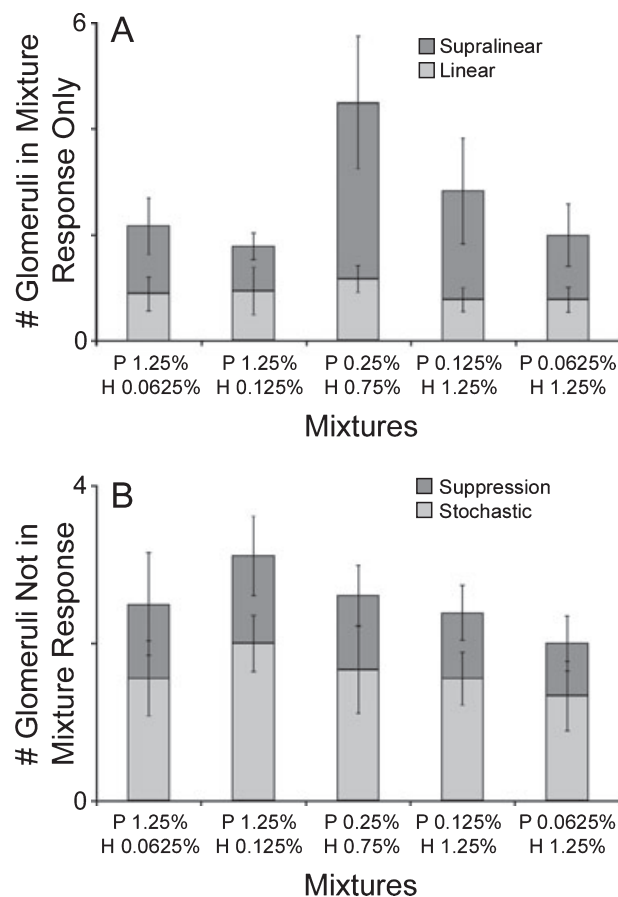 A
6
Supralinear
Linear
# Glomeruli in Mixture
Response Only
0
P 1.25% P 1.25% P 0.25% P 0.125% P 0.0625%
H 0.0625% H 0.125% H 0.75% H 1.25% H 1.25%
Mixtures
B
4
Suppression
Stochastic
# Glomeruli Not in
Mixture Response
0
P 1.25% P 1.25% P 0.25% P 0.125% P 0.0625%
H 0.0625% H 0.125% H 0.75% H 1.25% H 1.25%
Mixtures